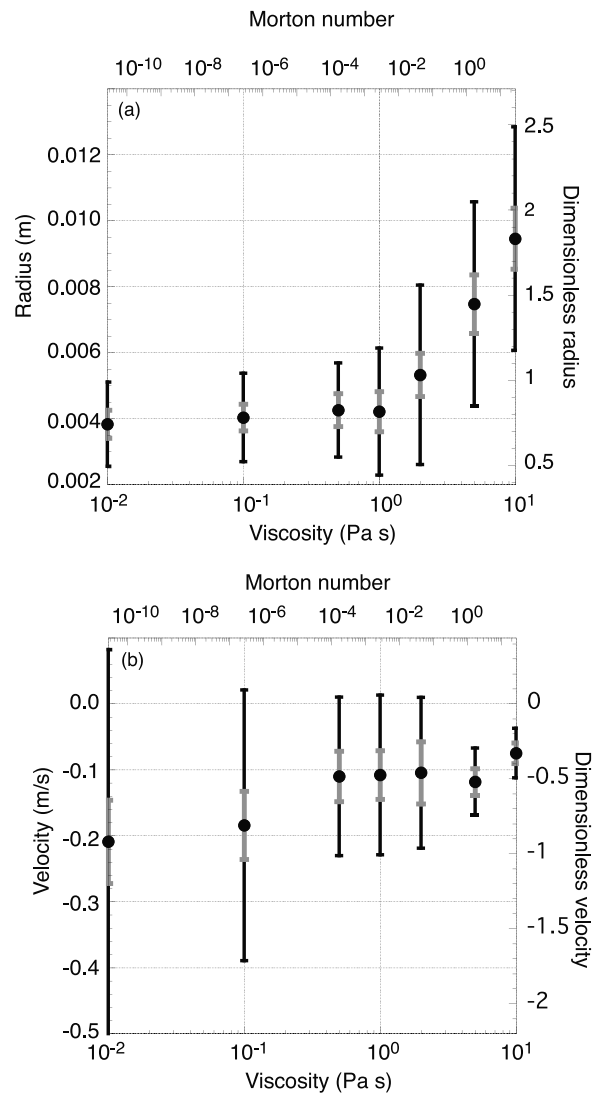 Morton number
10⁻¹⁰ 10⁻⁸ 10⁻⁶ 10⁻⁴ 10⁻² 10⁰
(a)
Radius (m)
0.012
0.010
0.008
0.006
0.004
0.002
2.5
2
1.5
1
0.5
Dimensionless radius
10⁻² 10⁻¹ 10⁰ 10¹
Viscosity (Pa s)
Morton number
10⁻¹⁰ 10⁻⁸ 10⁻⁶ 10⁻⁴ 10⁻² 10⁰
(b)
Velocity (m/s)
0.0
-0.1
-0.2
-0.3
-0.4
-0.5
0
-0.5
-1
-1.5
-2
Dimensionless velocity
10⁻² 10⁻¹ 10⁰ 10¹
Viscosity (Pa s)